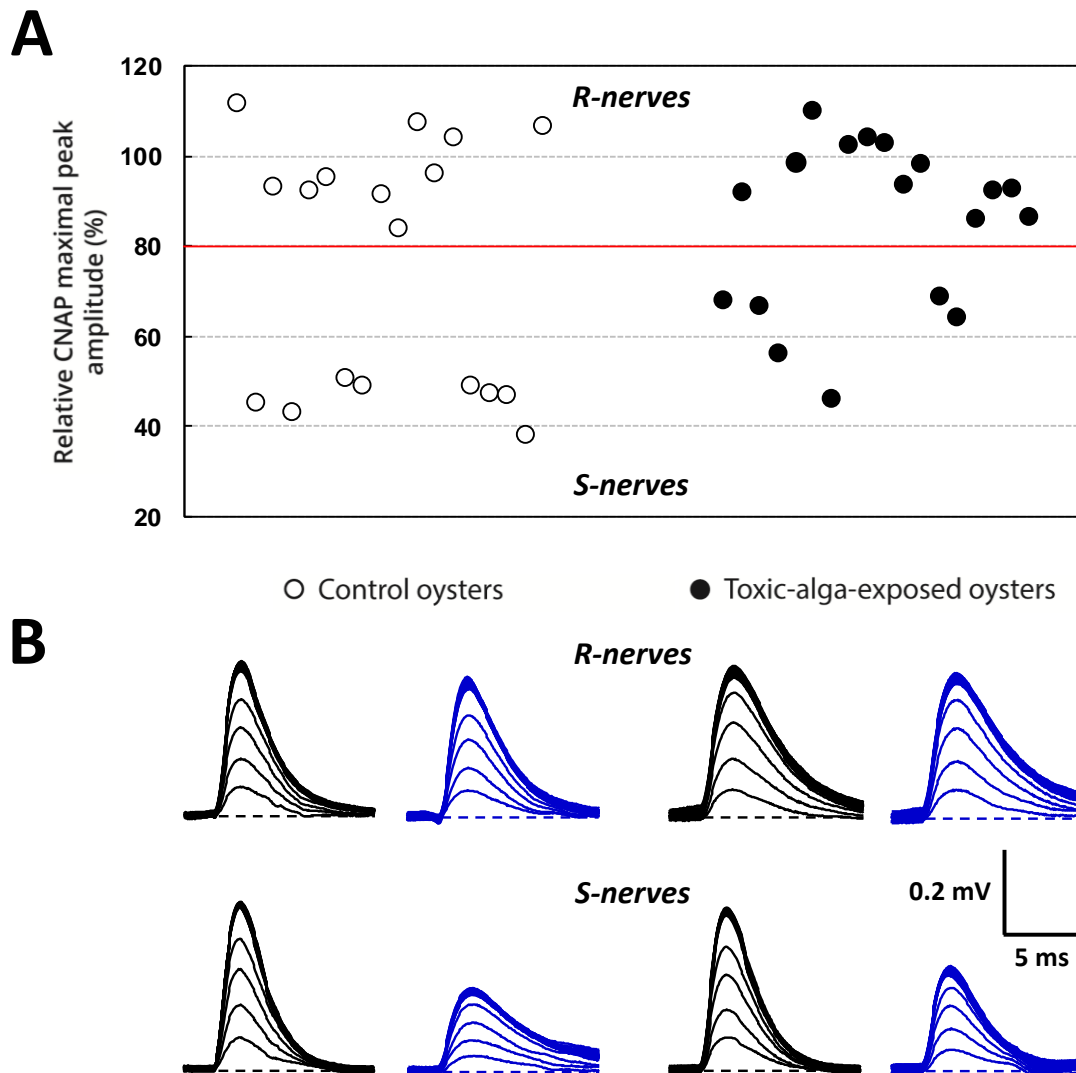 A
Relative CNAP maximal peak
amplitude (%)
120
100
80
60
40
20
R-nerves
S-nerves
Control oysters
Toxic-alga-exposed oysters
B
R-nerves
S-nerves
0.2 mV
5 ms